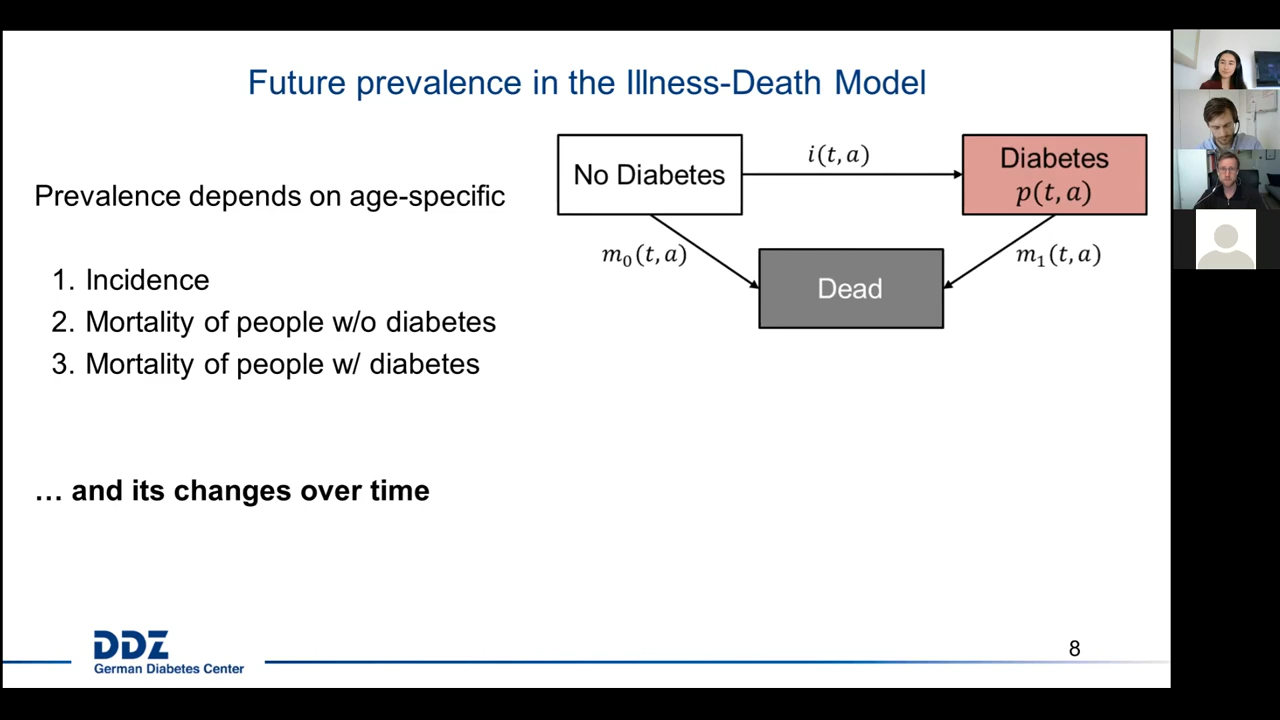 Future prevalence in the Illness-Death Model
Prevalence depends on age-specific
1. Incidence
2. Mortality of people w/o diabetes
3. Mortality of people w/ diabetes
… and its changes over time
No Diabetes
i(t, a)
Diabetes
p(t, a)
m₀(t, a)
m₁(t, a)
Dead
DDZ
German Diabetes Center
8